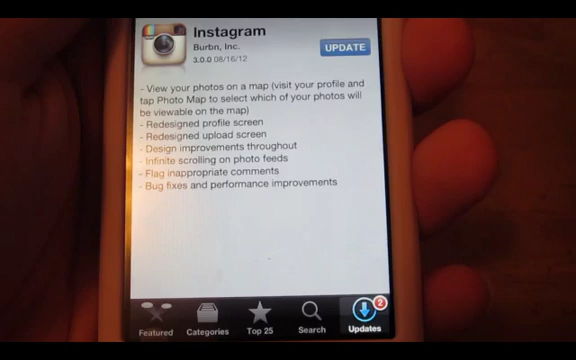 Instagram
Burbn, Inc.
3.0.0 08/16/12
UPDATE
- View your photos on a map (visit your profile and
tap Photo Map to select which of your photos will
be viewable on the map)
- Redesigned profile screen
- Redesigned upload screen
- Design improvements throughout
- Infinite scrolling on photo feeds
- Flag inappropriate comments
- Bug fixes and performance improvements
2
Featured Categories Top 25 Search Updates